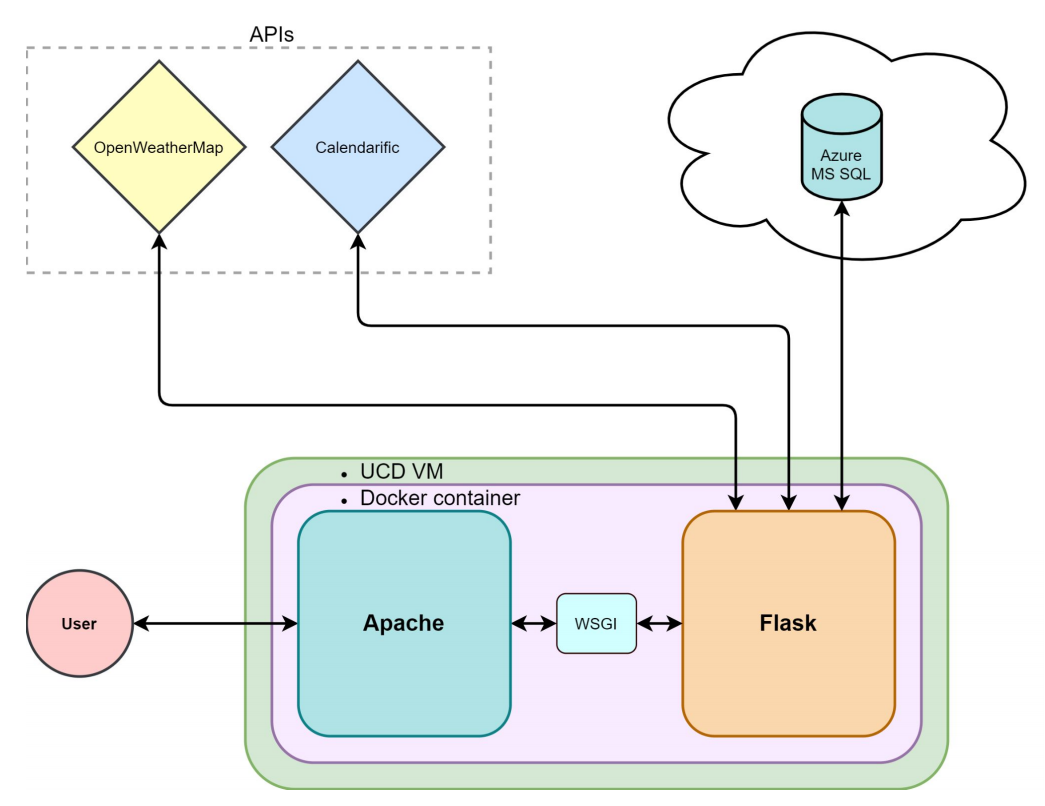 APIs
OpenWeatherMap
Calendarific
Azure
MS SQL
• UCD VM
• Docker container
User
Apache
WSGI
Flask